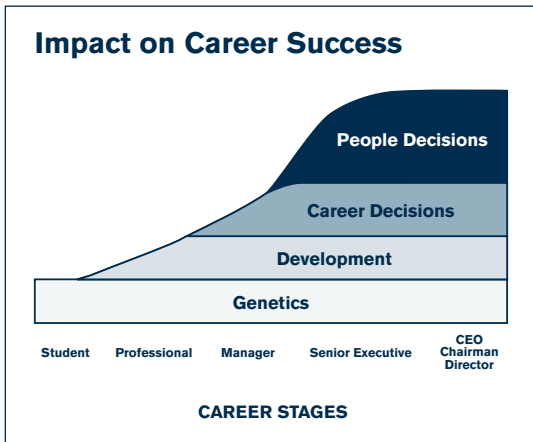 Impact on Career Success
People Decisions
Career Decisions
Development
Genetics
Student
Professional
Manager
Senior Executive
CEO
Chairman
Director
CAREER STAGES